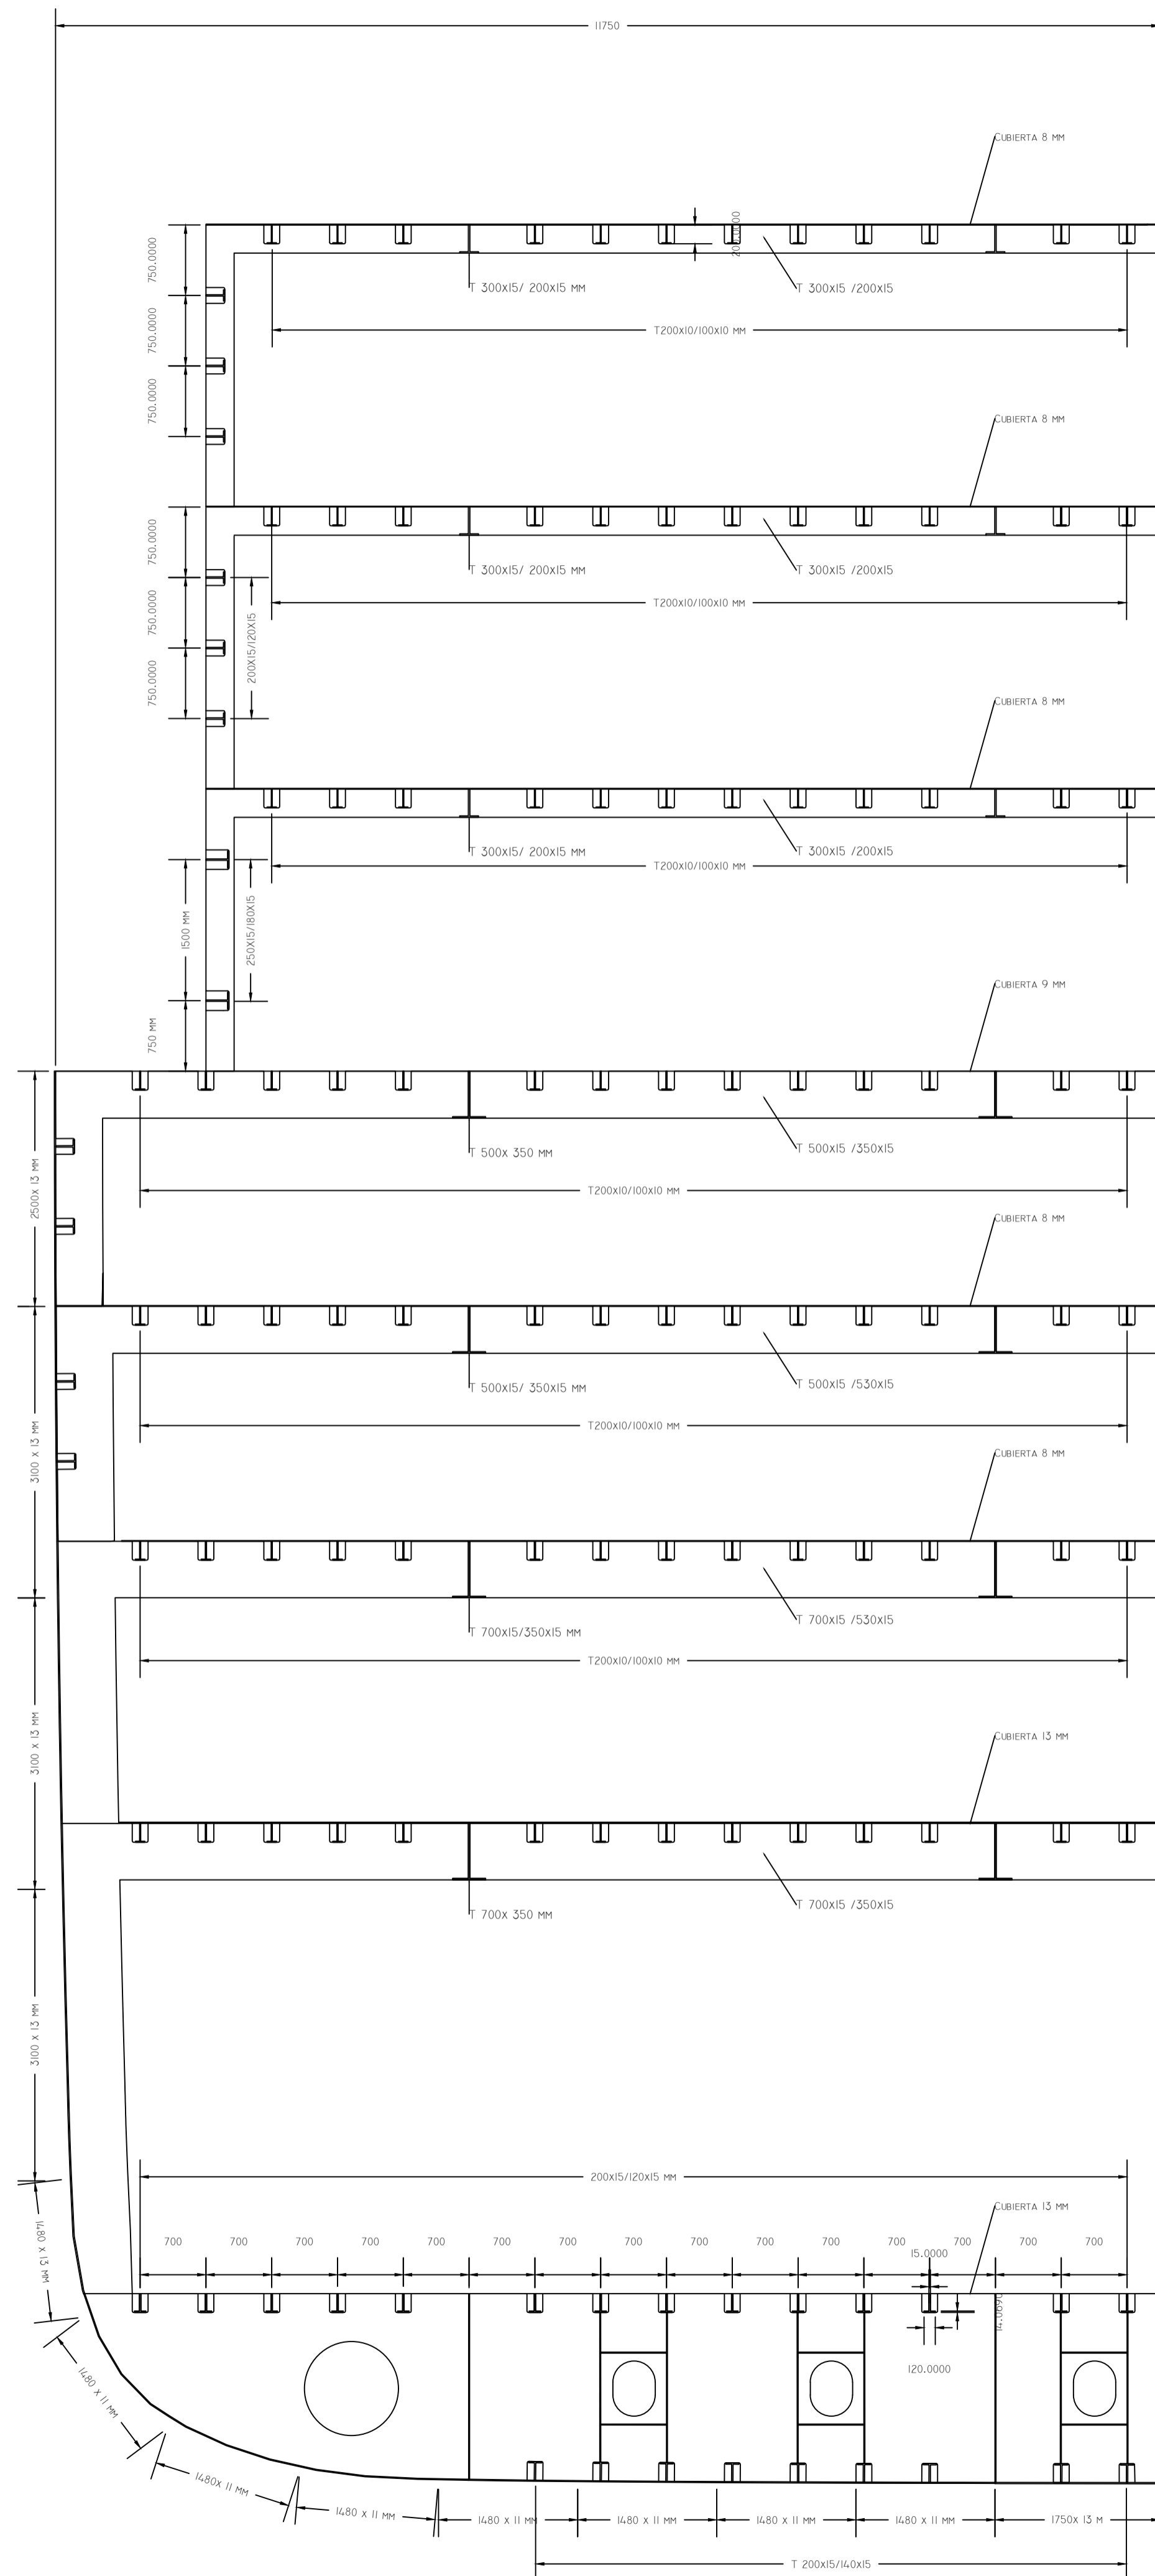 11750
Cubierta 8 mm
750.0000
200.0000
T 300x15/ 200x15 mm
T 300x15 /200x15
750.0000
T200x10/100x10 mm
750.0000
Cubierta 8 mm
750.0000
T 300x15/ 200x15 mm
T 300x15 /200x15
750.0000
T200x10/100x10 mm
200x15/120x15
750.0000
Cubierta 8 mm
T 300x15/ 200x15 mm
T 300x15 /200x15
T200x10/100x10 mm
1500 mm
250x15/180x15
Cubierta 9 mm
750 mm
T 500x 350 mm
T 500x15 /350x15
2500x 13 mm
T200x10/100x10 mm
Cubierta 8 mm
T 500x15/ 350x15 mm
T 500x15 /530x15
T200x10/100x10 mm
3100 x 13 mm
Cubierta 8 mm
T 700x15/350x15 mm
T 700x15 /530x15
T200x10/100x10 mm
3100 x 13 mm
Cubierta 13 mm
T 700x 350 mm
T 700x15 /350x15
3100 x 13 mm
200x15/120x15 mm
Cubierta 13 mm
700 700 700 700 700 700 700 700 700 700 700 700 700 700 700
15.0000
1480 x 13 mm
14.0690
120.0000
1480 x 11 mm
1480x 11 mm
1480 x 11 mm
1480 x 11 mm
1480 x 11 mm
1480 x 11 mm
1480 x 11 mm
1750x 13 m
T 200x15/140x15